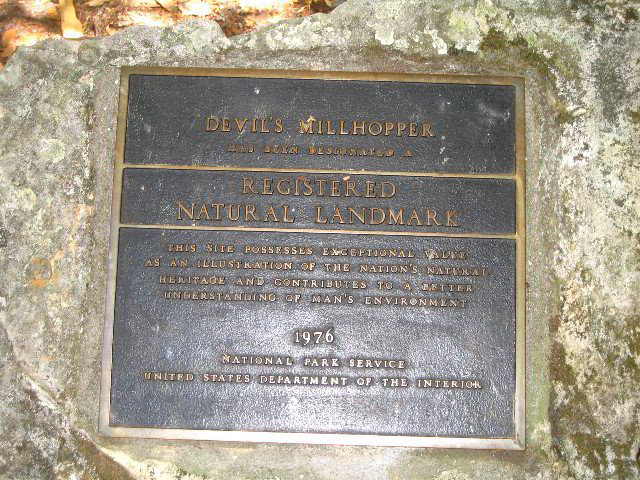 DEVIL'S MILLHOPPER
HAS BEEN DESIGNATED A
REGISTERED
NATURAL LANDMARK
THIS SITE POSSESSES EXCEPTIONAL VALUE
AS AN ILLUSTRATION OF THE NATION'S NATURAL
HERITAGE AND CONTRIBUTES TO A BETTER
UNDERSTANDING OF MAN'S ENVIRONMENT
1976
NATIONAL PARK SERVICE
UNITED STATES DEPARTMENT OF THE INTERIOR